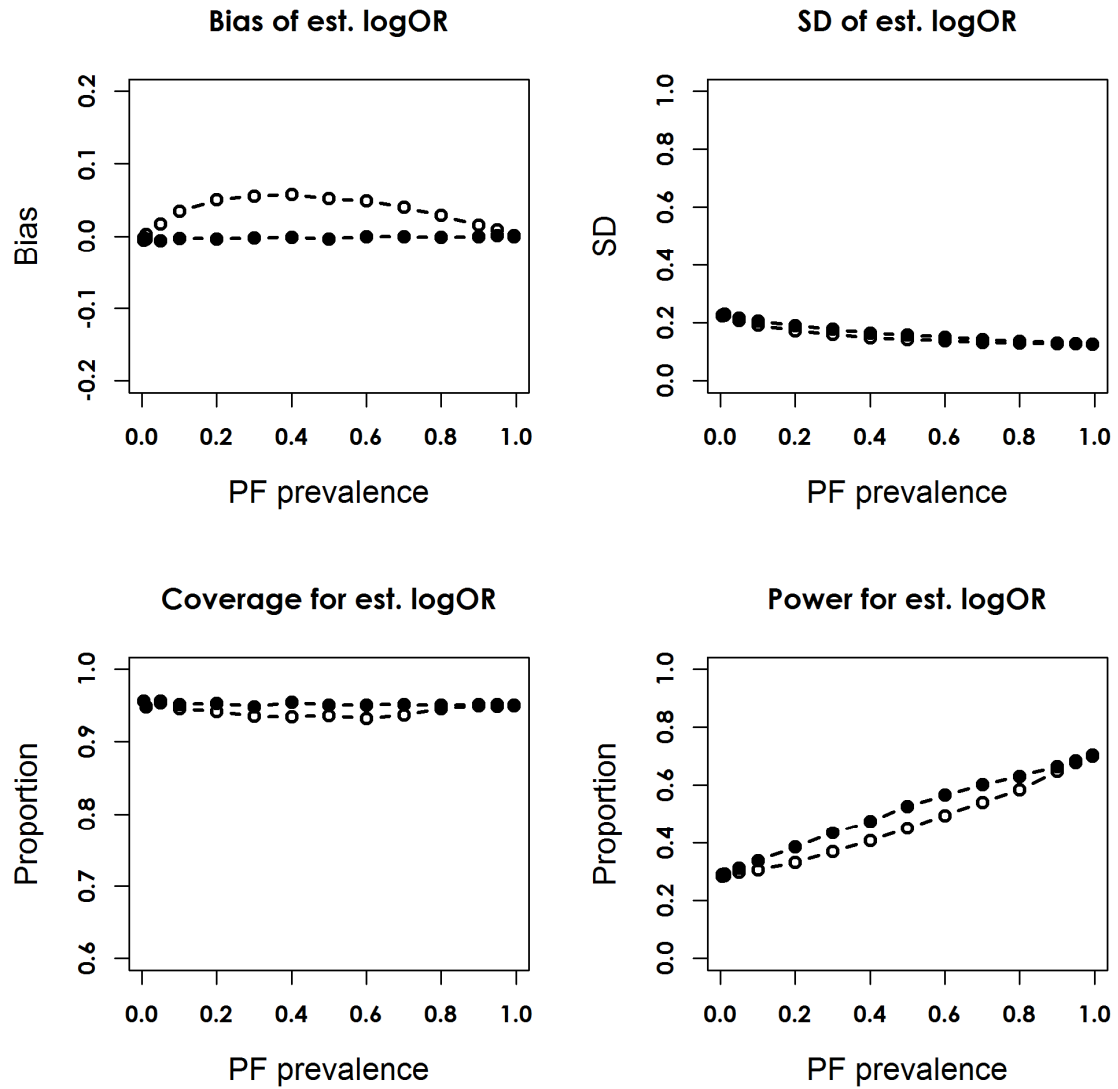 Bias of est. logOR
Bias
0.2
0.1
0.0
-0.1
-0.2
0.0 0.2 0.4 0.6 0.8 1.0
PF prevalence
SD of est. logOR
SD
1.0
0.8
0.6
0.4
0.2
0.0
0.0 0.2 0.4 0.6 0.8 1.0
PF prevalence
Coverage for est. logOR
Proportion
1.0
0.9
0.8
0.7
0.6
0.0 0.2 0.4 0.6 0.8 1.0
PF prevalence
Power for est. logOR
Proportion
1.0
0.8
0.6
0.4
0.2
0.0
0.0 0.2 0.4 0.6 0.8 1.0
PF prevalence